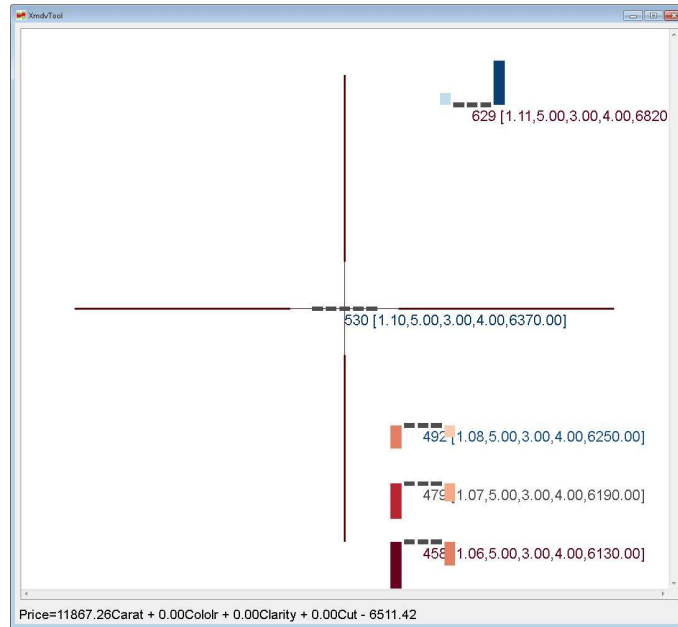 XmdvTool
629 [1.11,5.00,3.00,4.00,6820
530 [1.10,5.00,3.00,4.00,6370.00]
492 [1.08,5.00,3.00,4.00,6250.00]
479 [1.07,5.00,3.00,4.00,6190.00]
458 [1.06,5.00,3.00,4.00,6130.00]
Price=11867.26Carat + 0.00Cololr + 0.00Clarity + 0.00Cut - 6511.42